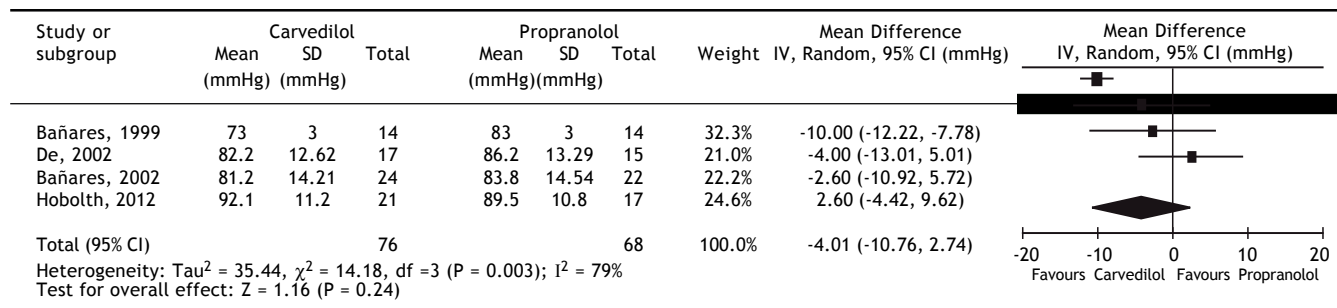 Study or Carvedilol Propranolol Mean Difference Mean Difference
subgroup Mean SD Total Mean SD Total Weight IV, Random, 95% CI (mmHg) IV, Random, 95% CI (mmHg)
(mmHg) (mmHg) (mmHg)(mmHg)
Bañares, 1999 73 3 14 83 3 14 32.3% -10.00 (-12.22, -7.78)
De, 2002 82.2 12.62 17 86.2 13.29 15 21.0% -4.00 (-13.01, 5.01)
Bañares, 2002 81.2 14.21 24 83.8 14.54 22 22.2% -2.60 (-10.92, 5.72)
Hobolth, 2012 92.1 11.2 21 89.5 10.8 17 24.6% 2.60 (-4.42, 9.62)
Total (95% CI) 76 68 100.0% -4.01 (-10.76, 2.74)
-20 -10 0 10 20
Heterogeneity: Tau² = 35.44, χ² = 14.18, df =3 (P = 0.003); I² = 79%
Favours Carvedilol Favours Propranolol
Test for overall effect: Z = 1.16 (P = 0.24)